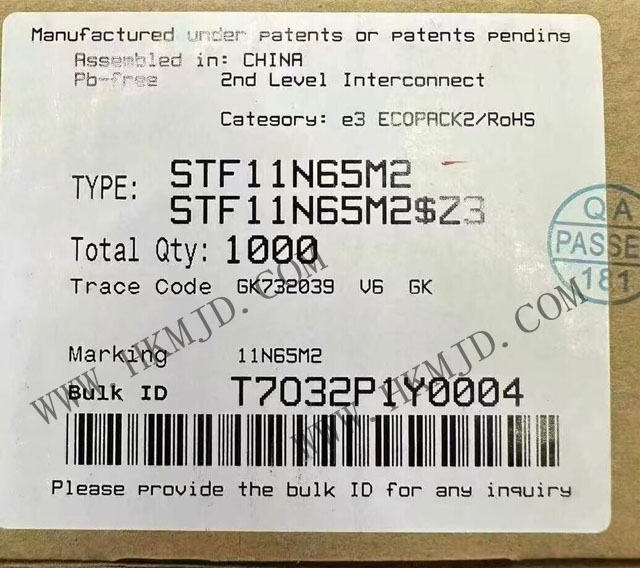 Manufactured under patents or patents pending
Assembled in: CHINA
Pb-free 2nd Level Interconnect
Category: e3 ECOPACK2/RoHS
TYPE: STF11N65M2
STF11N65M2$Z3
Total Qty: 1000
Trace Code GK732039 V6 GK
Marking 11N65M2
Bulk ID T7032P1Y0004
Please provide the bulk ID for any inquiry
QA
PASSE
181
WWW.HKMJD.COM
WWW.HKMJD.COM